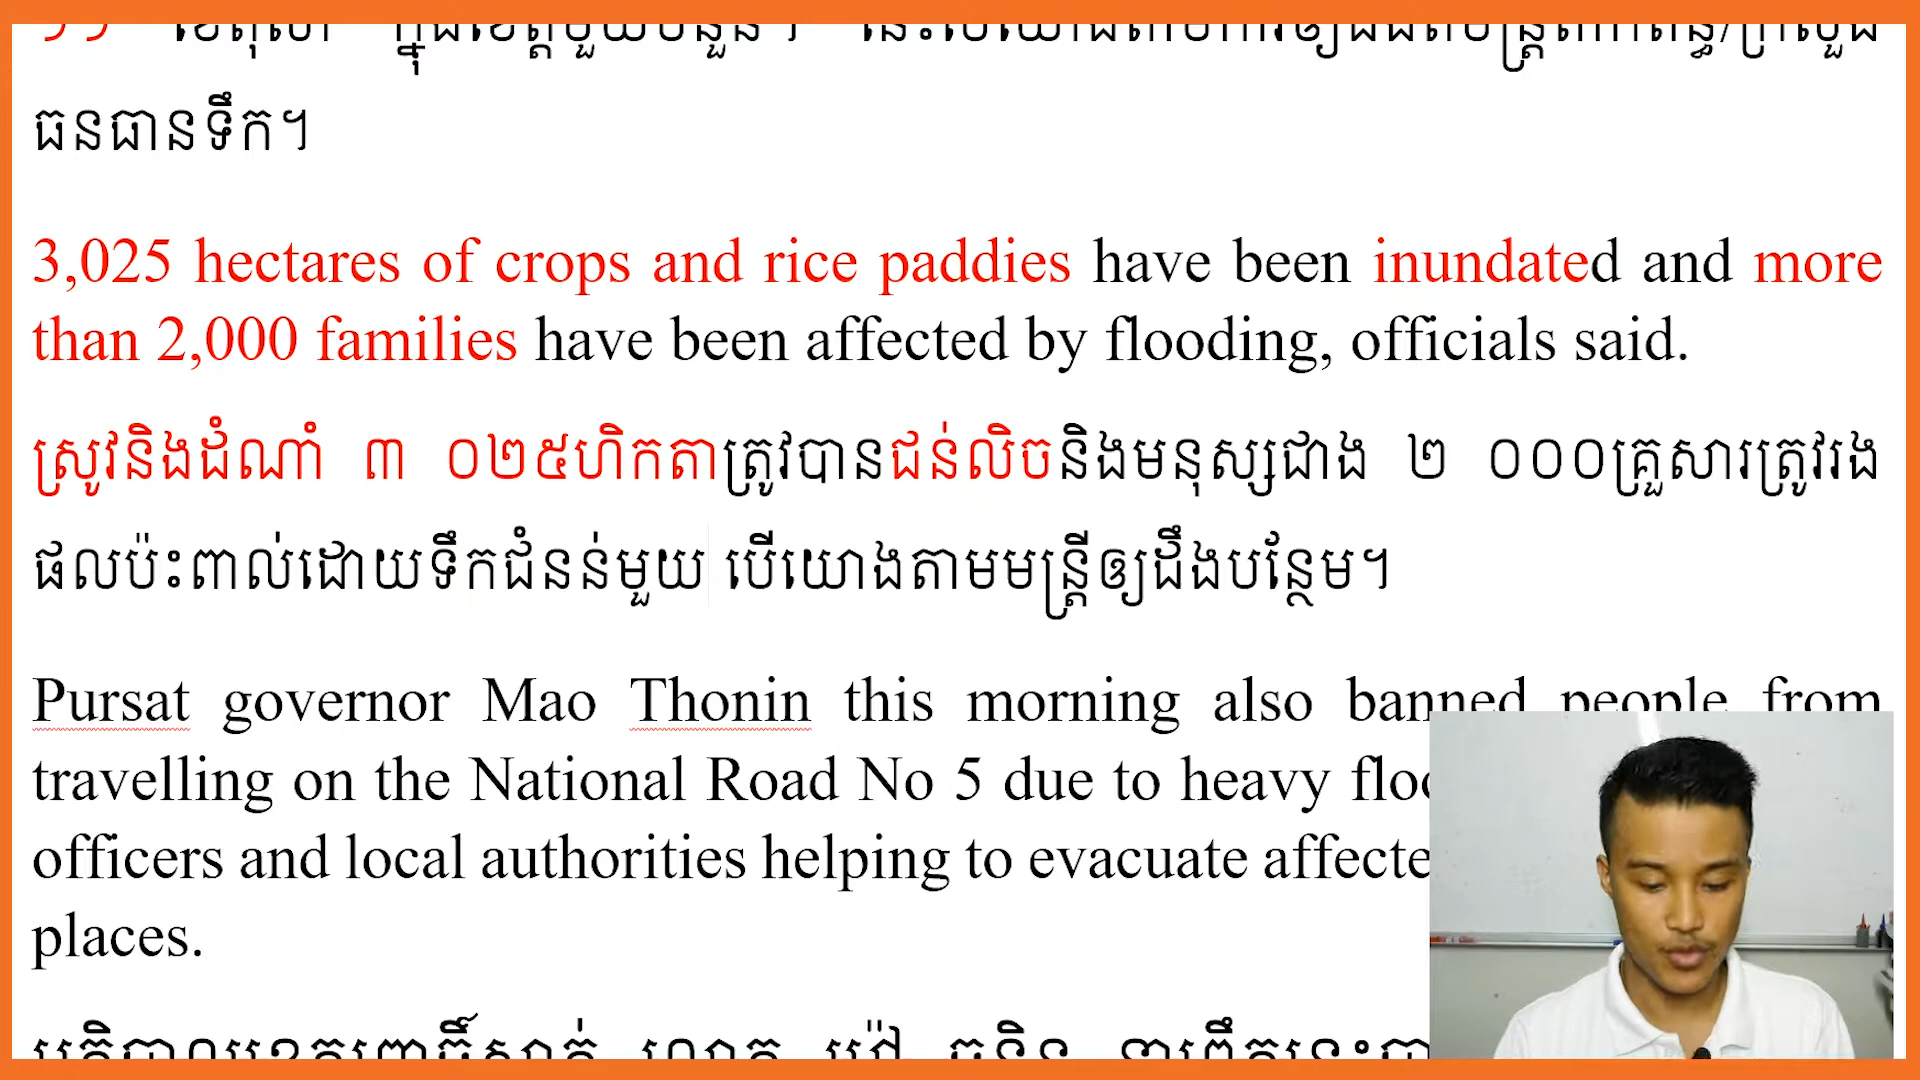 ធនធានទឹក។
3,025 hectares of crops and rice paddies have been inundated and more
than 2,000 families have been affected by flooding, officials said.
ស្រូវនិងដំណាំ ៣ ០២៥ហិកតាត្រូវបានជន់លិចនិងមនុស្សជាង ២ ០០០គ្រួសារត្រូវរង
ផលប៉ះពាល់ដោយទឹកជំនន់មួយ បើយោងតាមមន្ត្រីឲ្យដឹងបន្ថែម។
Pursat governor Mao Thonin this morning also banned people from
travelling on the National Road No 5 due to heavy
officers and local authorities helping to evacuate
places.